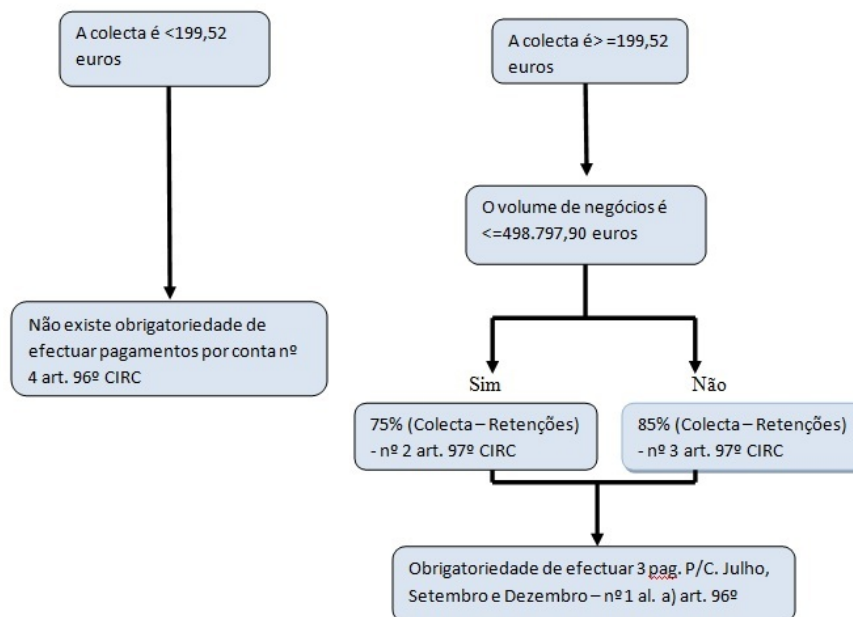 A colecta é <199,52
euros
Não existe obrigatoriedade de
efectuar pagamentos por conta nº
4 art. 96º CIRC
A colecta é> =199,52
euros
O volume de negócios é
<=498.797,90 euros
Sim
Não
75% (Colecta – Retenções)
- nº 2 art. 97º CIRC
85% (Colecta – Retenções)
- nº 3 art. 97º CIRC
Obrigatoriedade de efectuar 3 pag. P/C. Julho,
Setembro e Dezembro – nº1 al. a) art. 96º